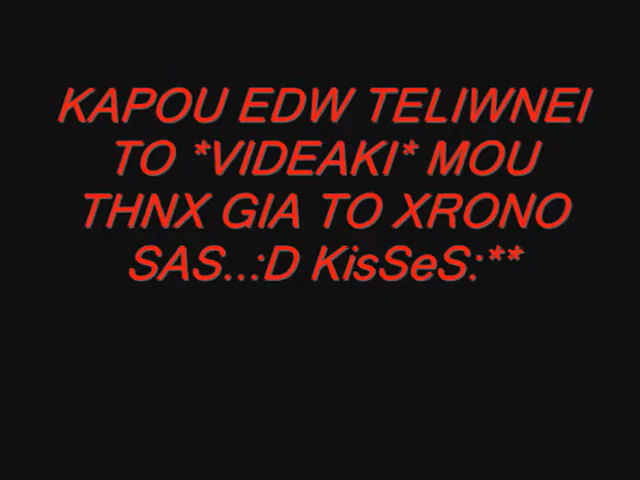 KAPOU EDW TELIWNEI
TO *VIDEAKI* MOU
THNX GIA TO XRONO
SAS..:D KisSeS:**